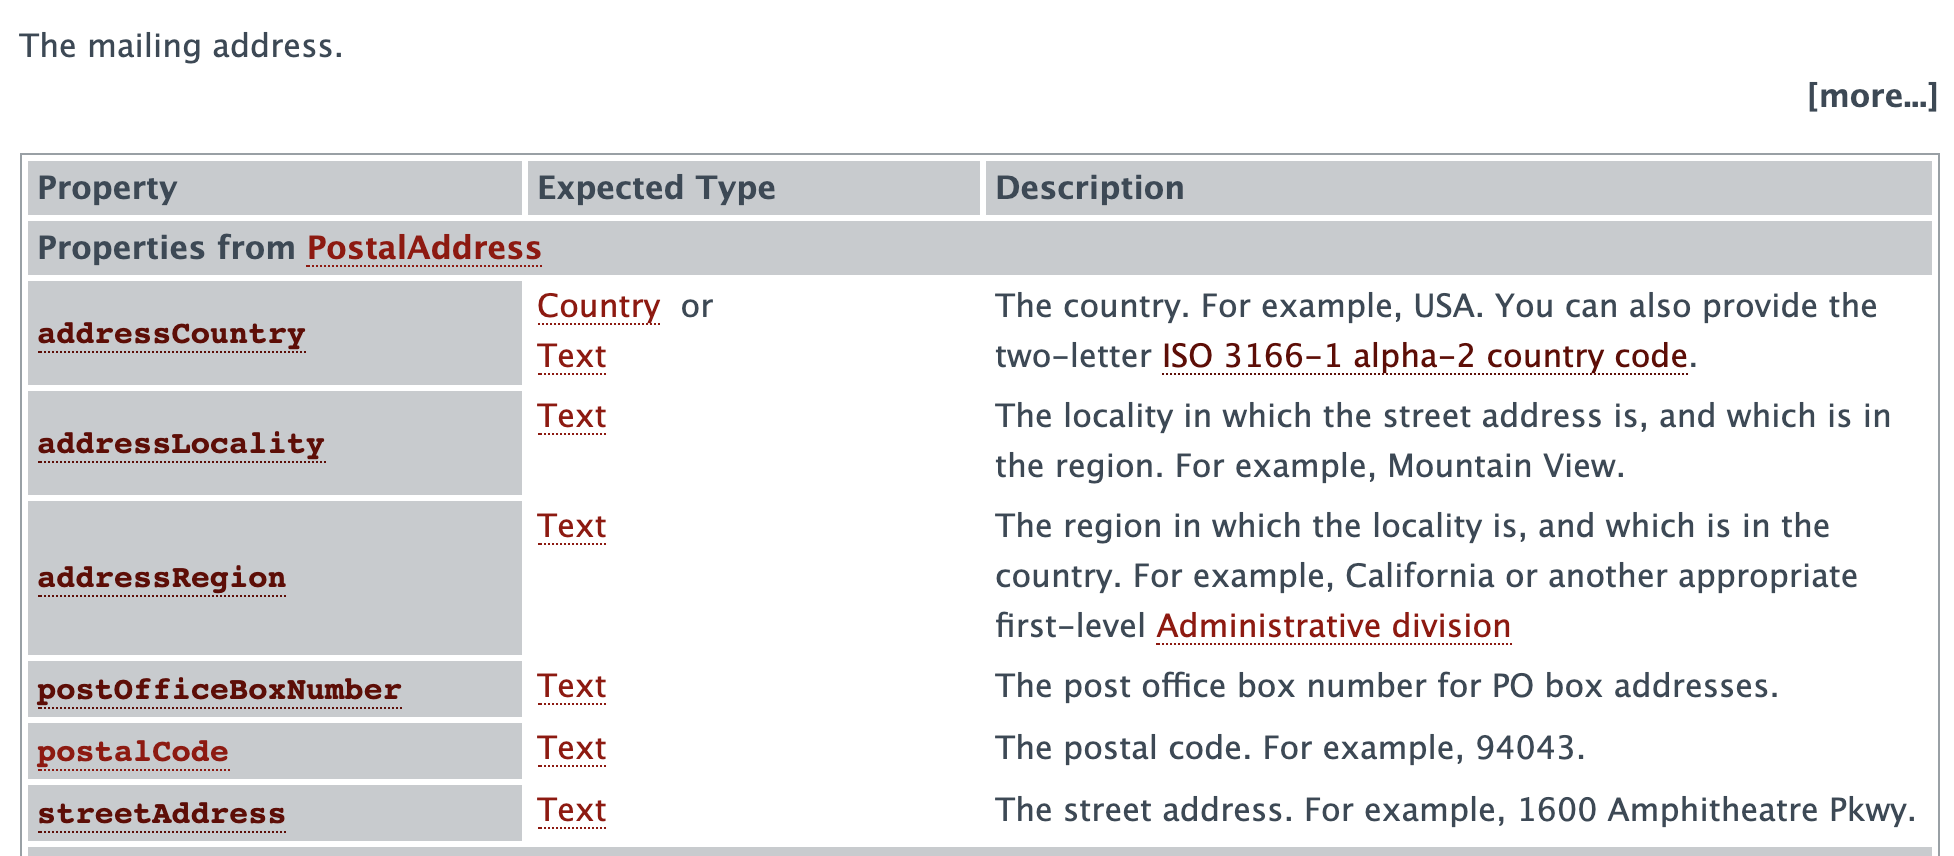 The mailing address.
[more...]
Property Expected Type Description
Properties from PostalAddress
addressCountry
Country or
Text
The country. For example, USA. You can also provide the
two-letter ISO 3166-1 alpha-2 country code.
addressLocality
Text
The locality in which the street address is, and which is in
the region. For example, Mountain View.
addressRegion
Text
The region in which the locality is, and which is in the
country. For example, California or another appropriate
first-level Administrative division
postOfficeBoxNumber Text The post office box number for PO box addresses.
postalCode Text The postal code. For example, 94043.
streetAddress Text The street address. For example, 1600 Amphitheatre Pkwy.